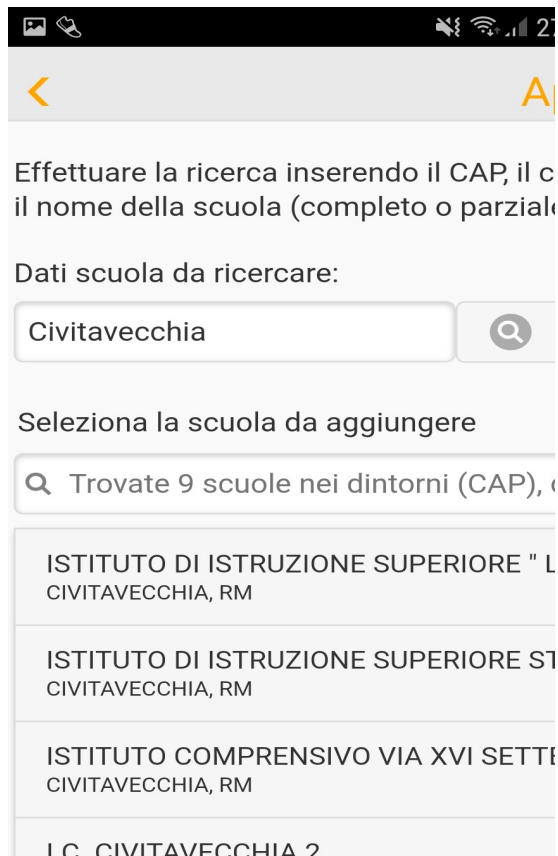 27
Ap
Effettuare la ricerca inserendo il CAP, il c
il nome della scuola (completo o parziale
Dati scuola da ricercare:
Civitavecchia
Seleziona la scuola da aggiungere
Trovate 9 scuole nei dintorni (CAP),
ISTITUTO DI ISTRUZIONE SUPERIORE " L
CIVITAVECCHIA, RM
ISTITUTO DI ISTRUZIONE SUPERIORE ST
CIVITAVECCHIA, RM
ISTITUTO COMPRENSIVO VIA XVI SETTE
CIVITAVECCHIA, RM
I.C. CIVITAVECCHIA 2